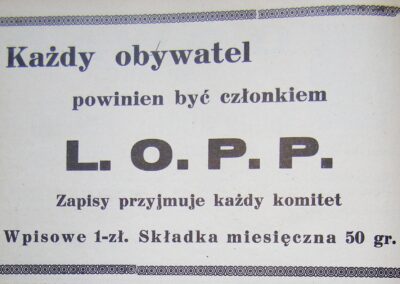 Każdy obywatel
powinien być członkiem
L. O. P. P.
Zapisy przyjmuje każdy komitet
Wpisowe 1-zł. Składka miesięczna 50 gr.